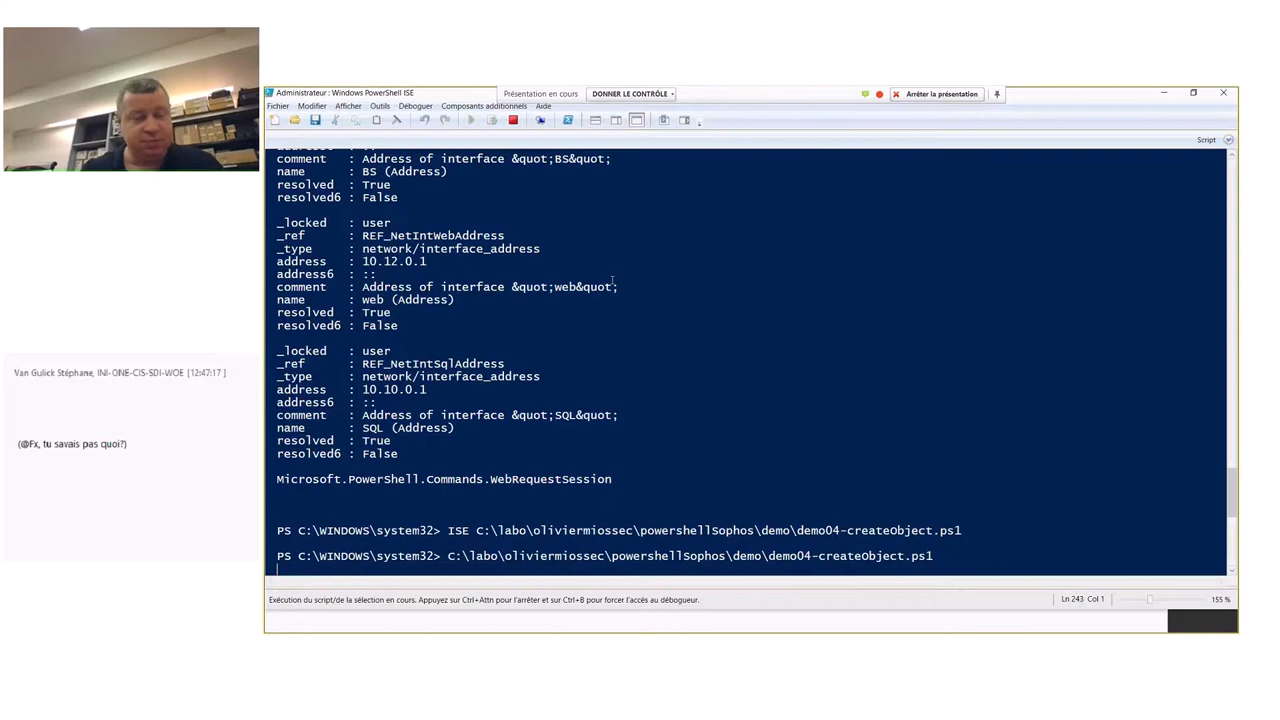 Administrateur : Windows PowerShell ISE
Présentation en cours
DONNER LE CONTRÔLE
Arrêter la présentation
Fichier Modifier Afficher Outils Déboguer Composants additionnels Aide
Script
comment : Address of interface &quot;BS&quot;
name : BS (Address)
resolved : True
resolved6 : False
_locked : user
_ref : REF_NetIntWebAddress
_type : network/interface_address
address : 10.12.0.1
address6 : ::
comment : Address of interface &quot;web&quot;
name : web (Address)
resolved : True
resolved6 : False
_locked : user
_ref : REF_NetIntSqlAddress
_type : network/interface_address
address : 10.10.0.1
address6 : ::
comment : Address of interface &quot;SQL&quot;
name : SQL (Address)
resolved : True
resolved6 : False
Microsoft.PowerShell.Commands.WebRequestSession
PS C:\WINDOWS\system32> ISE C:\labo\oliviermiossec\powershellSophos\demo\demo04-createObject.ps1
PS C:\WINDOWS\system32> C:\labo\oliviermiossec\powershellSophos\demo\demo04-createObject.ps1
Exécution du script/de la sélection en cours. Appuyez sur Ctrl+Attn pour l'arrêter et sur Ctrl+B pour forcer l'accès au débogueur.
Ln 243 Col 1
155 %
Van Gulick Stéphane, INI-ONE-CIS-SDI-WOE [12:47:17 ]
(@Fx, tu savais pas quoi?)